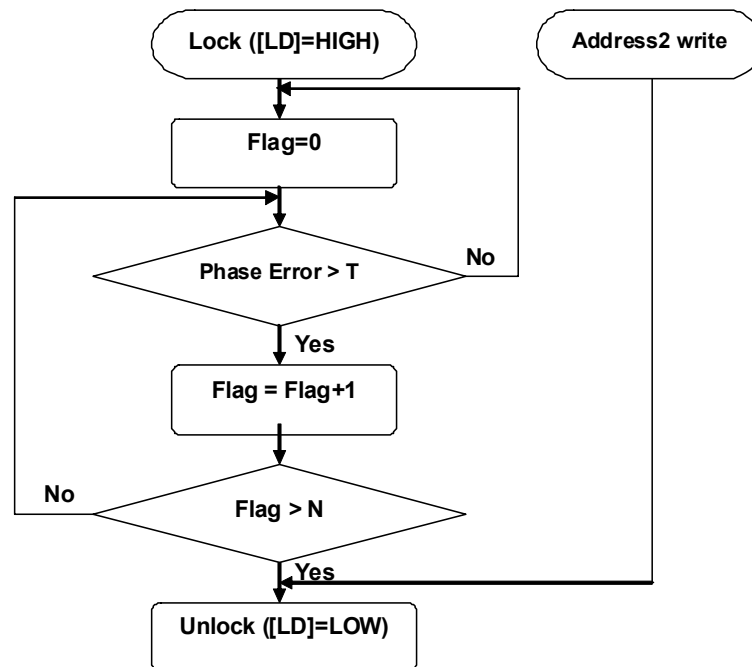 Lock ([LD]=HIGH)
Address2 write
Flag=0
Phase Error > T
No
Yes
Flag = Flag+1
No
Flag > N
Yes
Unlock ([LD]=LOW)